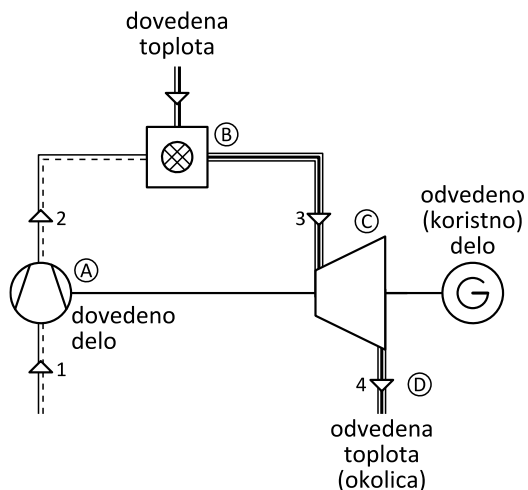 dovedena
toplota
B
2
3
C
odvedeno
(koristno)
delo
A
dovedeno
delo
G
1
4
D
odvedena
toplota
(okolica)